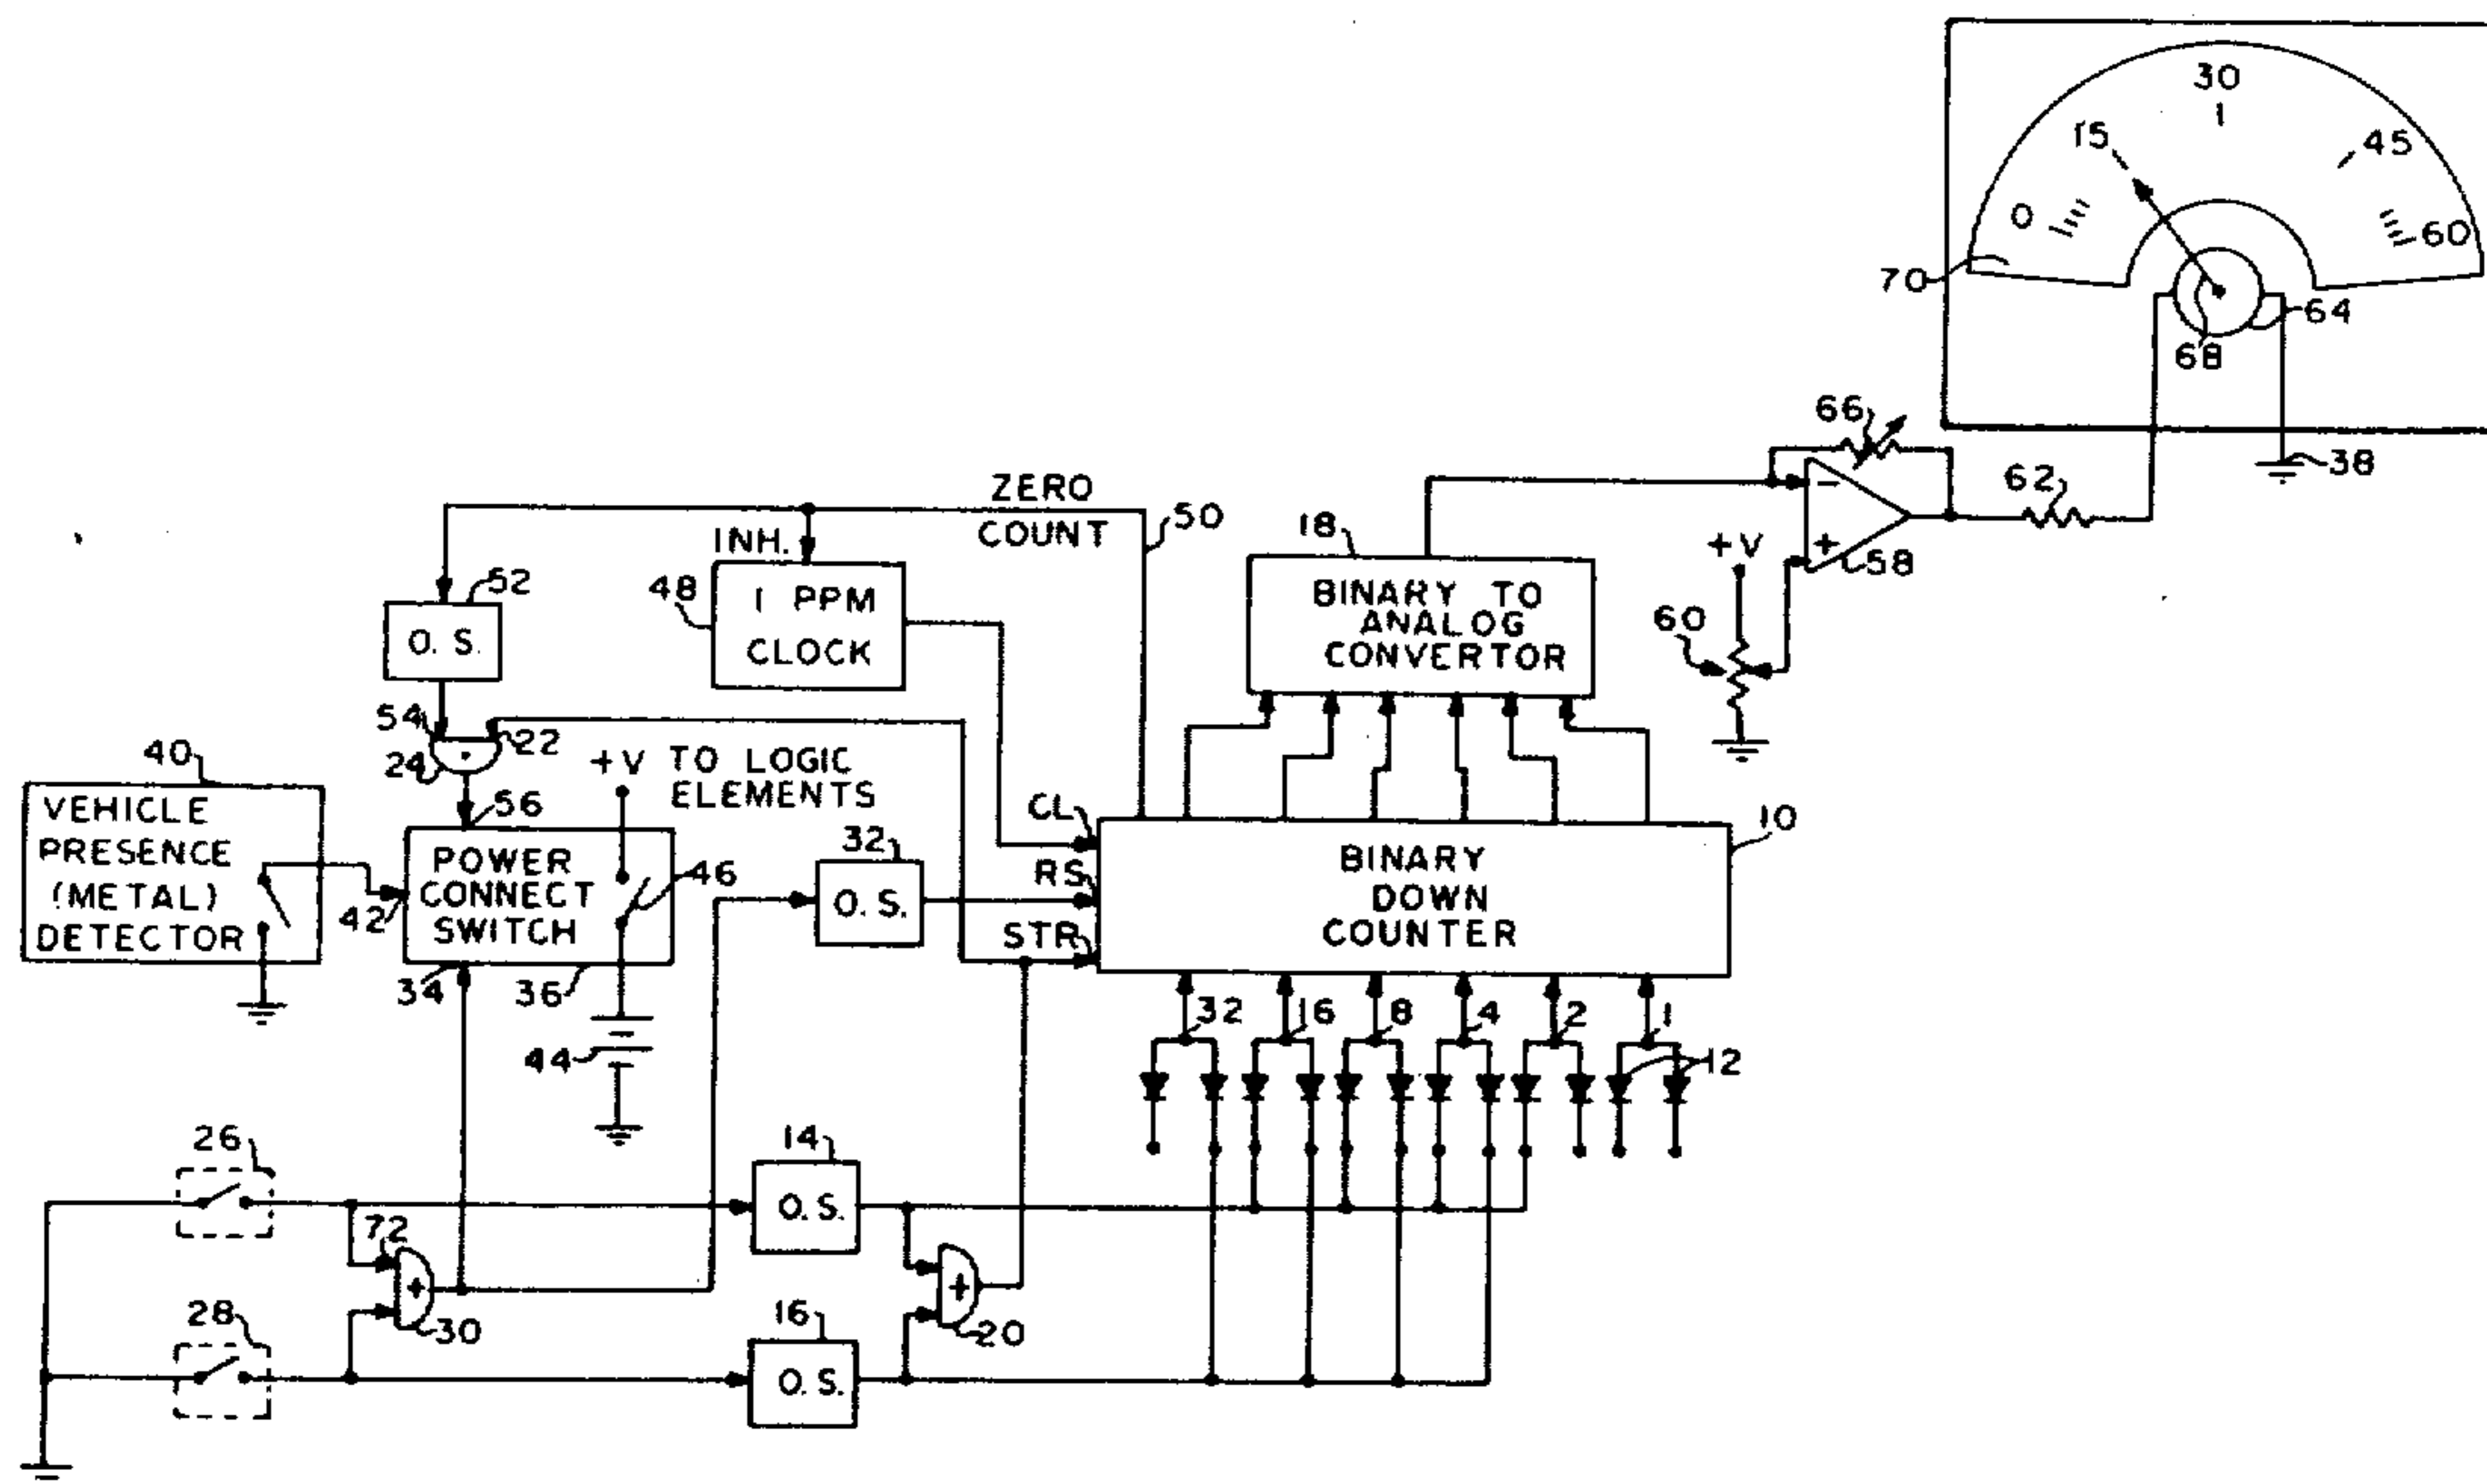 30
15
45
0
60
70
64
68
66
38
62
ZERO
COUNT
50
18
INH.
+V
−
+
58
52
48
1 PPM
CLOCK
BINARY TO
ANALOG
CONVERTOR
60
O. S.
54
22
24
40
+V TO LOGIC
ELEMENTS
VEHICLE
PRESENCE
(METAL)
DETECTOR
56
CL
10
POWER
CONNECT
SWITCH
46
32
RS
BINARY
DOWN
COUNTER
42
O. S.
STR
34
36
32
16
8
4
2
1
44
12
26
14
O. S.
72
+
30
+
20
28
16
O. S.